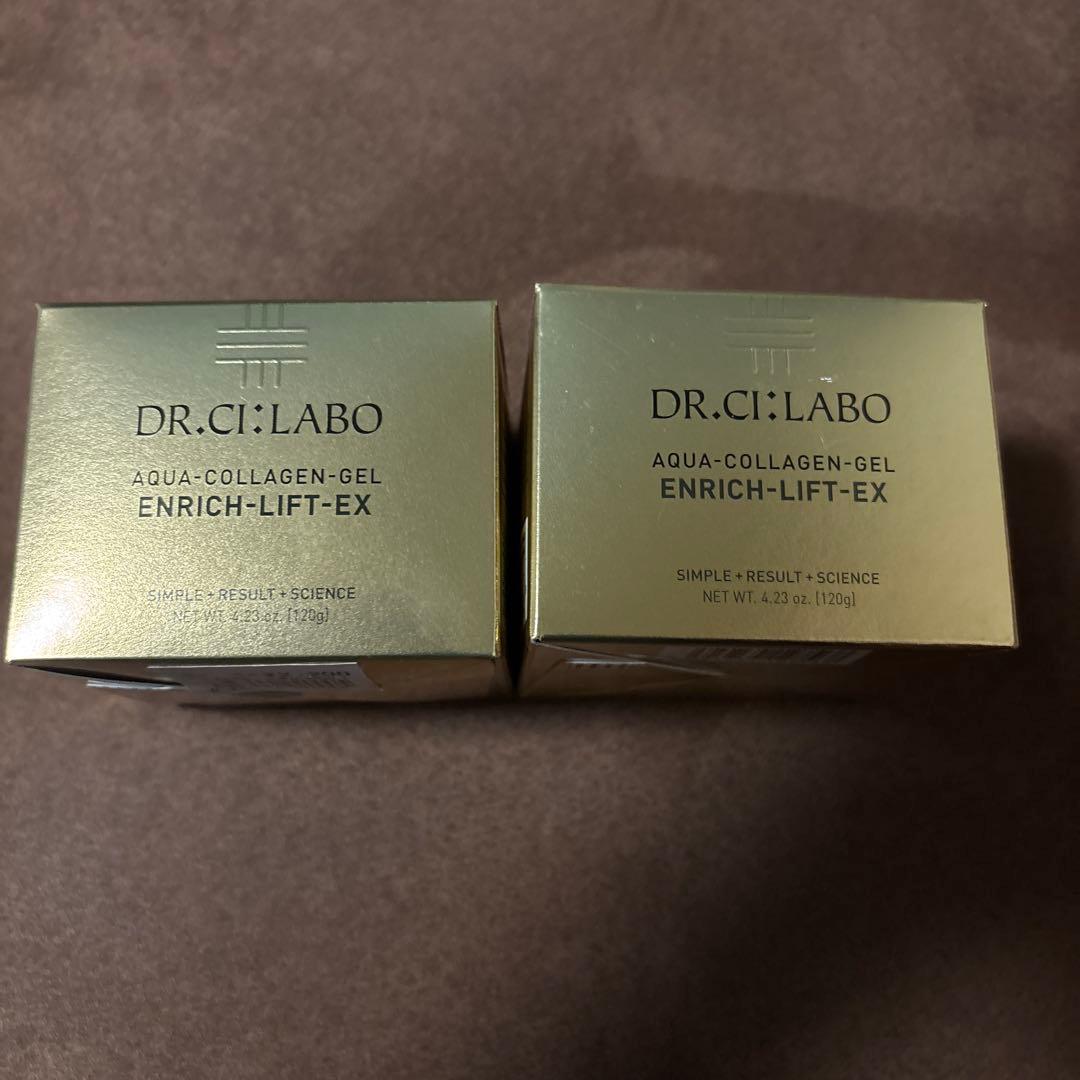 DR.CI:LABO
AQUA-COLLAGEN-GEL
ENRICH-LIFT-EX
SIMPLE + RESULT + SCIENCE
NET WT. 4.23 oz. [120g]
DR.CI:LABO
AQUA-COLLAGEN-GEL
ENRICH-LIFT-EX
SIMPLE + RESULT + SCIENCE
NET WT. 4.23 oz. [120g]